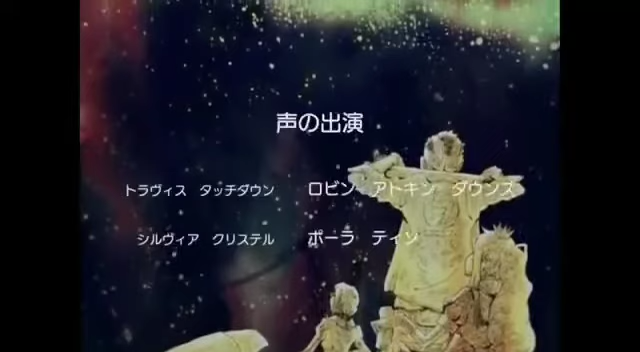 声の出演
トラヴィス タッチダウン ロビン アトキン ダウンズ
シルヴィア クリステル ポーラ ティソ